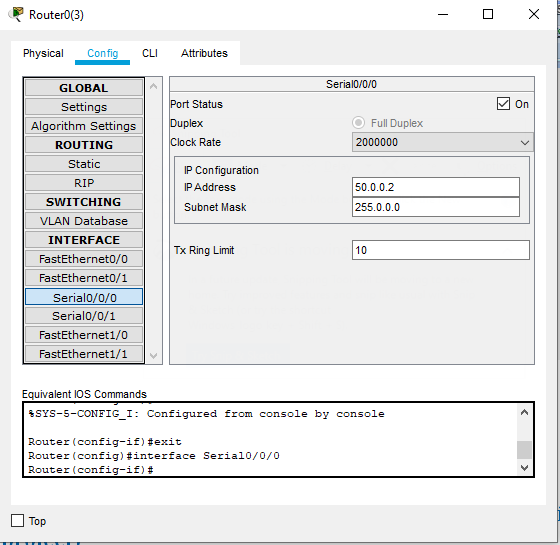 Router0(3)
Physical Config CLI Attributes
GLOBAL
Settings
Algorithm Settings
ROUTING
Static
RIP
SWITCHING
VLAN Database
INTERFACE
FastEthernet0/0
FastEthernet0/1
Serial0/0/0
Serial0/0/1
FastEthernet1/0
FastEthernet1/1
Serial0/0/0
Port Status On
Duplex Full Duplex
Clock Rate 2000000
IP Configuration
IP Address 50.0.0.2
Subnet Mask 255.0.0.0
Tx Ring Limit 10
Equivalent IOS Commands
%SYS-5-CONFIG_I: Configured from console by console
Router(config-if)#exit
Router(config)#interface Serial0/0/0
Router(config-if)#
Top